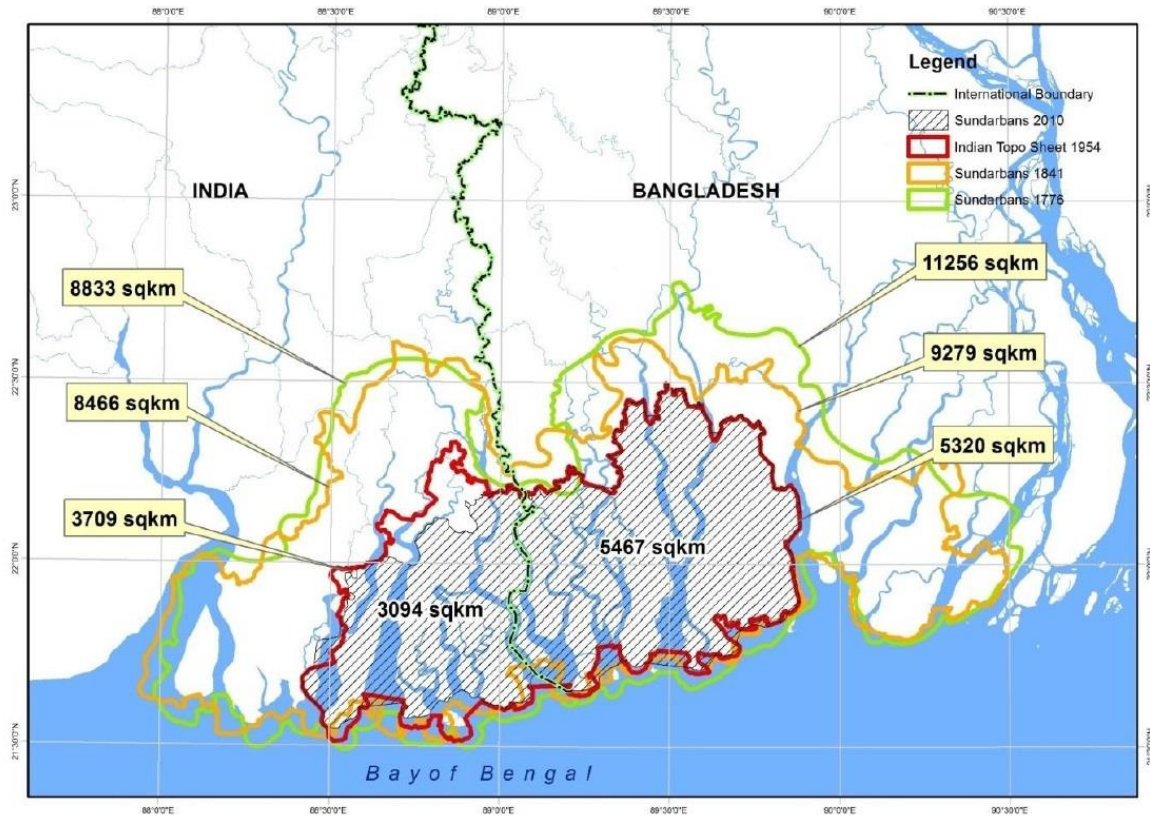 88°0'0"E 88°30'0"E 89°0'0"E 89°30'0"E 90°0'0"E 90°30'0"E
Legend
International Boundary
Sundarbans 2010
Indian Topo Sheet 1954
Sundarbans 1841
Sundarbans 1776
INDIA
BANGLADESH
23°0'0"N
8833 sqkm
11256 sqkm
9279 sqkm
22°30'0"N
8466 sqkm
5320 sqkm
3709 sqkm
5467 sqkm
22°0'0"N
3094 sqkm
21°30'0"N
Bayof Bengal
88°0'0"E 88°30'0"E 89°0'0"E 89°30'0"E 90°0'0"E 90°30'0"E